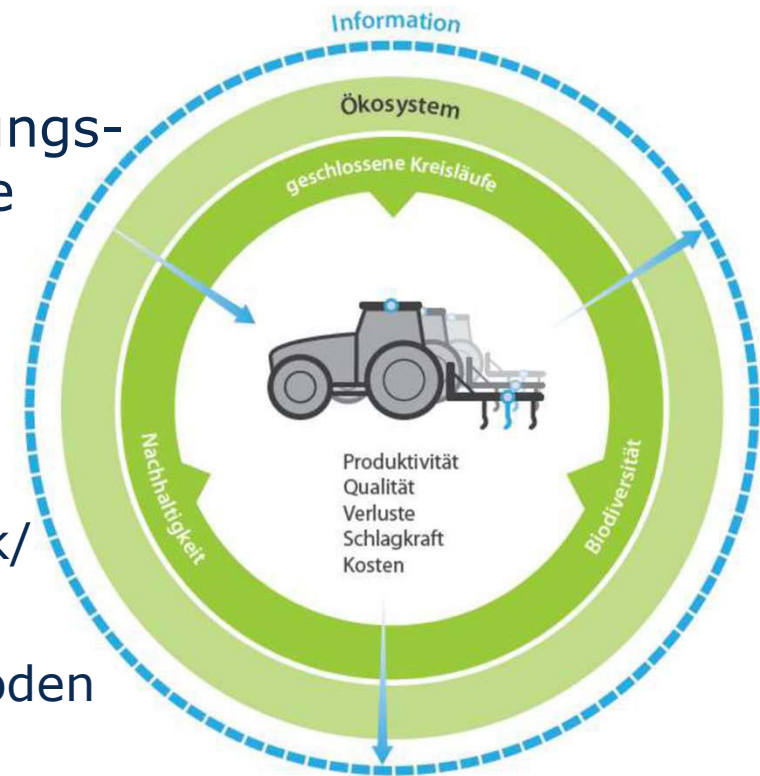 Information
Ökosystem
geschlossene Kreisläufe
ungs-
e
Nachhaltigkeit
Biodiversität
Produktivität
Qualität
Verluste
Schlagkraft
Kosten
k/
oden